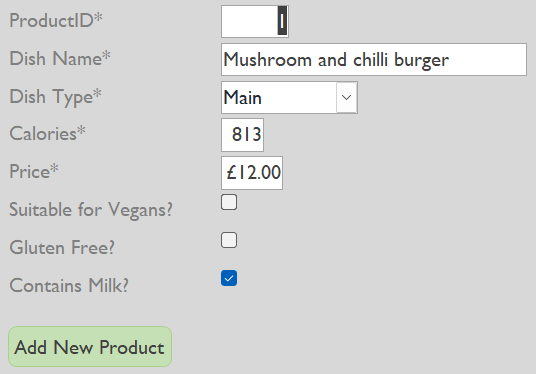 ProductID* 1
Dish Name* Mushroom and chilli burger
Dish Type* Main
Calories* 813
Price* £12.00
Suitable for Vegans?
Gluten Free?
Contains Milk?
Add New Product